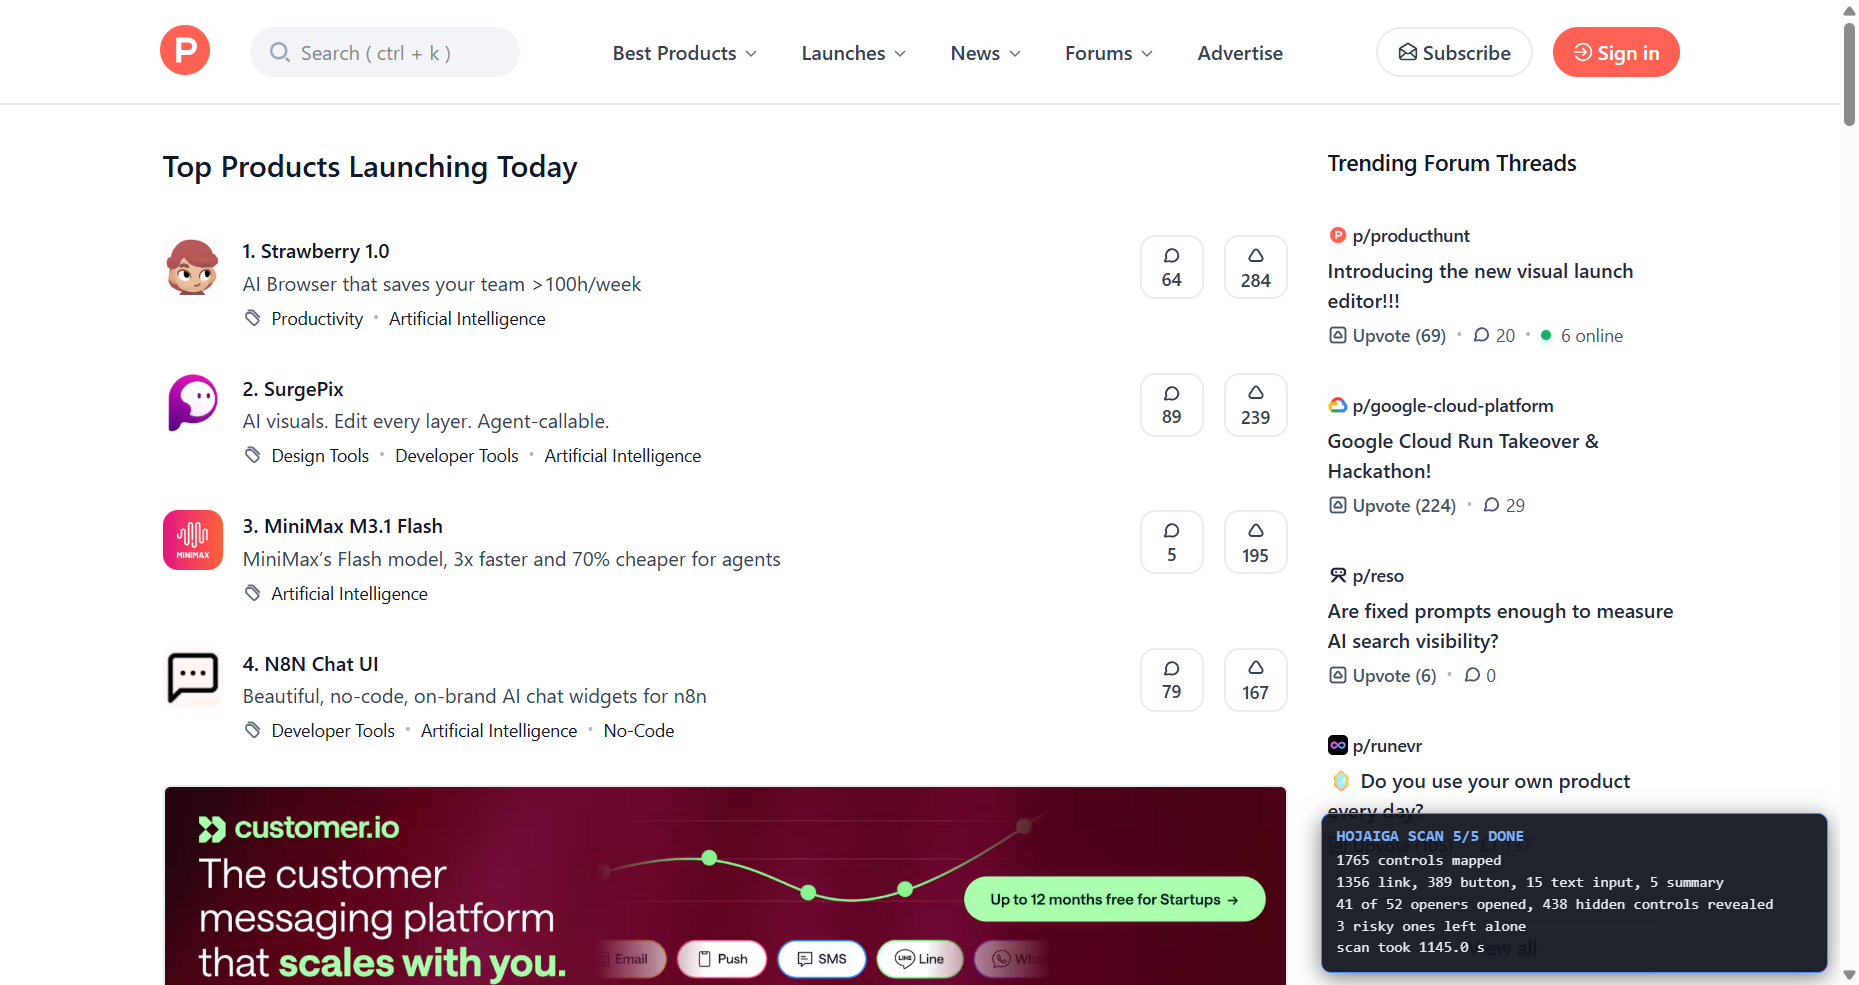 Search ( ctrl + k )
Best Products
Launches
News
Forums
Advertise
Subscribe
Sign in
Top Products Launching Today
1. Strawberry 1.0
AI Browser that saves your team >100h/week
Productivity • Artificial Intelligence
64
284
2. SurgePix
AI visuals. Edit every layer. Agent-callable.
Design Tools • Developer Tools • Artificial Intelligence
89
239
MINIMAX
3. MiniMax M3.1 Flash
MiniMax’s Flash model, 3x faster and 70% cheaper for agents
Artificial Intelligence
5
195
4. N8N Chat UI
Beautiful, no-code, on-brand AI chat widgets for n8n
Developer Tools • Artificial Intelligence • No-Code
79
167
customer.io
The customer
messaging platform
that scales with you.
Up to 12 months free for Startups →
Email
Push
SMS
LINE
Line
Trending Forum Threads
p/producthunt
Introducing the new visual launch
editor!!!
Upvote (69) • 20 • 6 online
p/google-cloud-platform
Google Cloud Run Takeover &
Hackathon!
Upvote (224) • 29
p/reso
Are fixed prompts enough to measure
AI search visibility?
Upvote (6) • 0
p/runevr
Do you use your own product
every day?
Upvote (105) 137
View all
HOJAIGA SCAN 5/5 DONE
1765 controls mapped
1356 link, 389 button, 15 text input, 5 summary
41 of 52 openers opened, 438 hidden controls revealed
3 risky ones left alone
scan took 1145.0 s